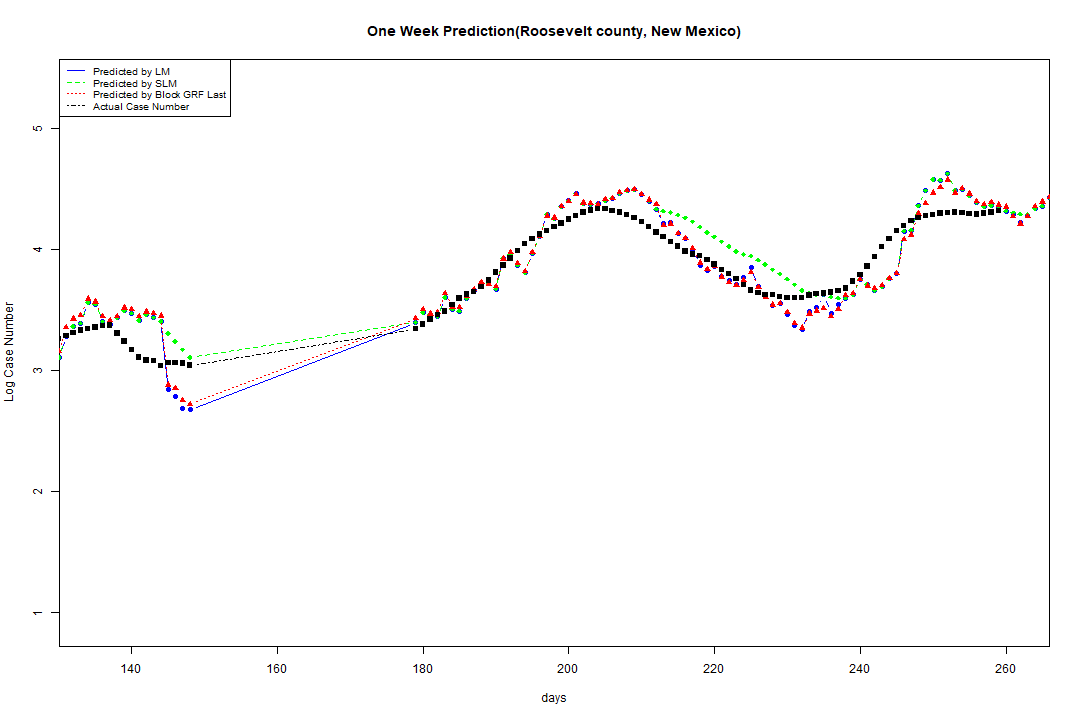 One Week Prediction(Roosevelt county, New Mexico)
Predicted by LM
Predicted by SLM
Predicted by Block GRF Last
Actual Case Number
Log Case Number
5
4
3
2
1
140 160 180 200 220 240 260
days